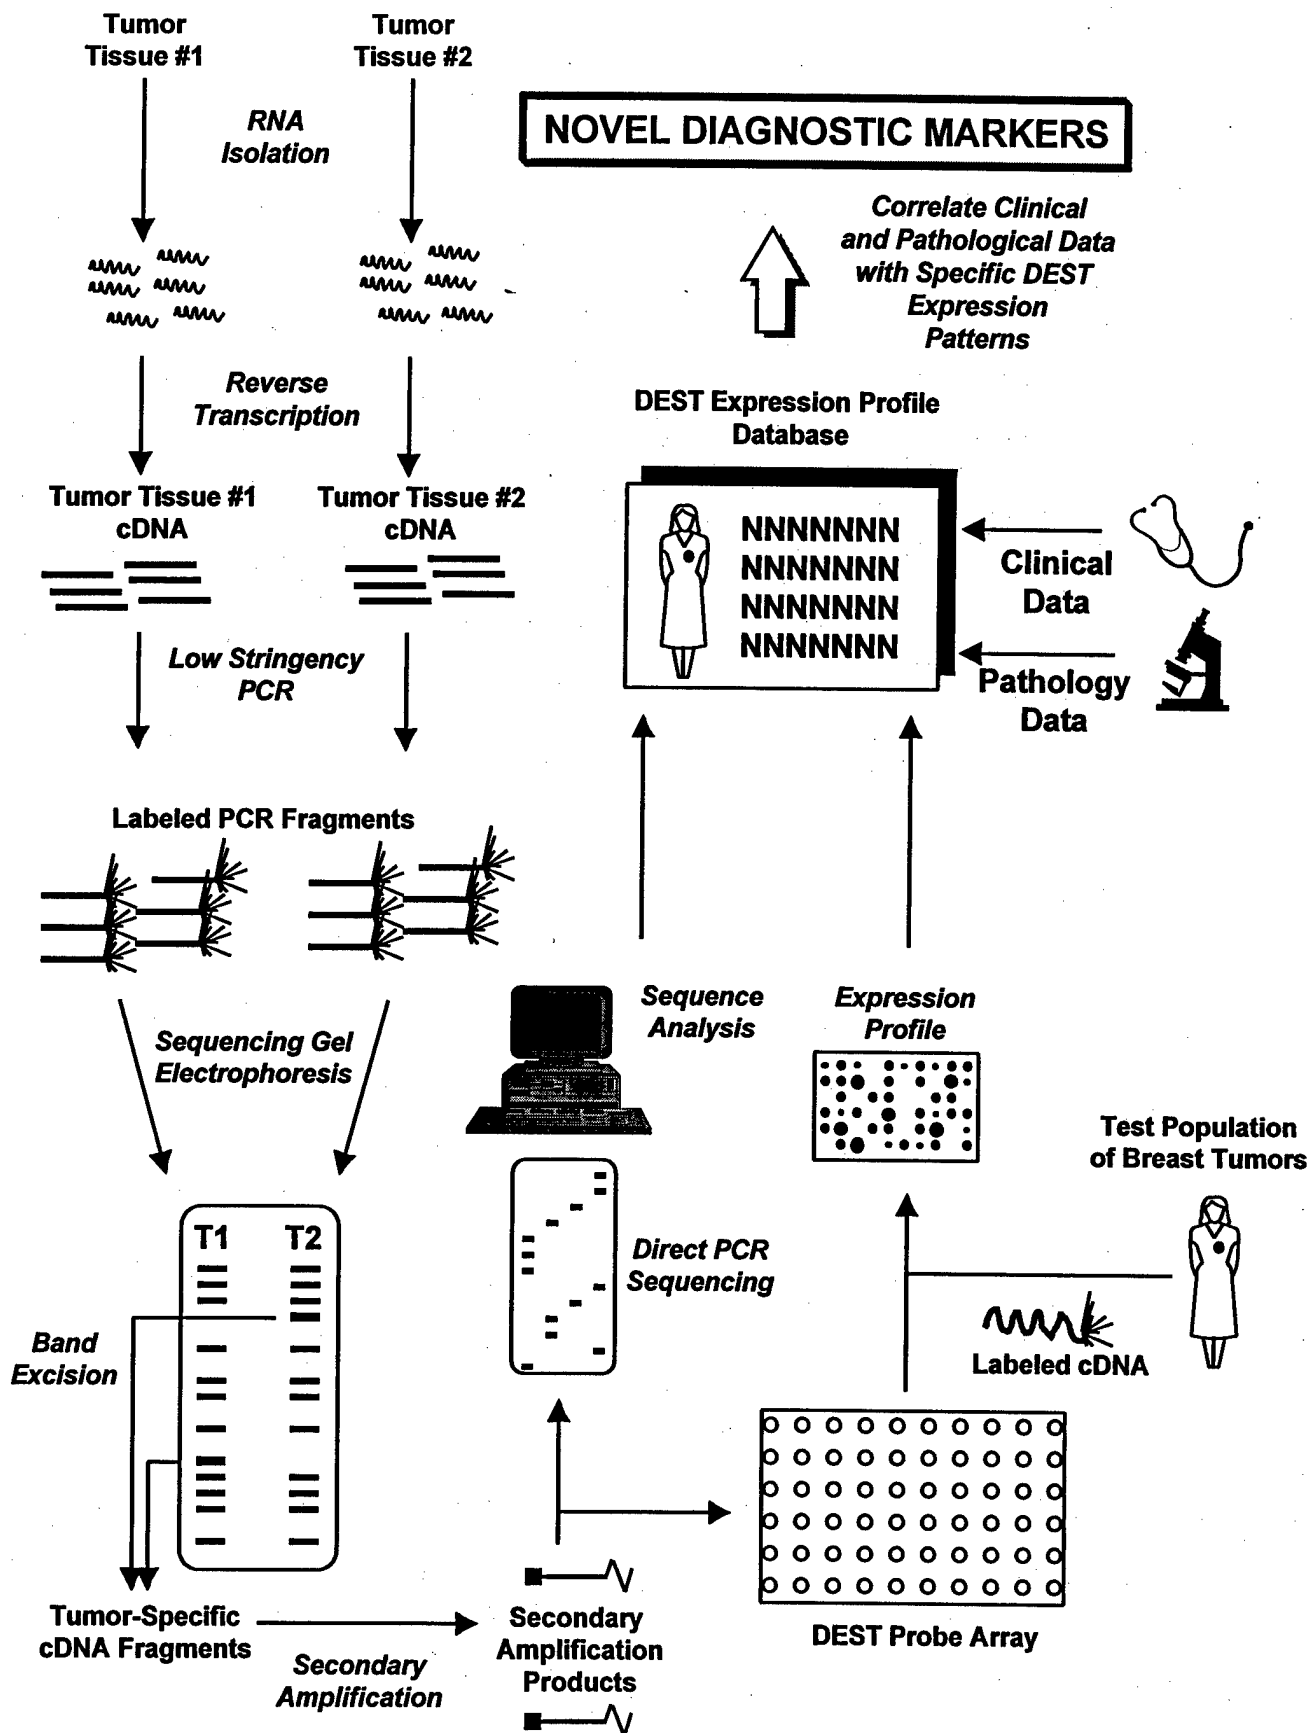 Tumor
Tissue #1
Tumor
Tissue #2
RNA
Isolation
NOVEL DIAGNOSTIC MARKERS
Correlate Clinical
and Pathological Data
with Specific DEST
Expression
Patterns
Reverse
Transcription
DEST Expression Profile
Database
Tumor Tissue #1
cDNA
Tumor Tissue #2
cDNA
NNNNNNN
NNNNNNN
NNNNNNN
NNNNNNN
Clinical
Data
Pathology
Data
Low Stringency
PCR
Labeled PCR Fragments
Sequencing Gel
Electrophoresis
Sequence
Analysis
Expression
Profile
Test Population
of Breast Tumors
T1 T2
Direct PCR
Sequencing
Band
Excision
Labeled cDNA
Tumor-Specific
cDNA Fragments
Secondary
Amplification
Secondary
Amplification
Products
DEST Probe Array